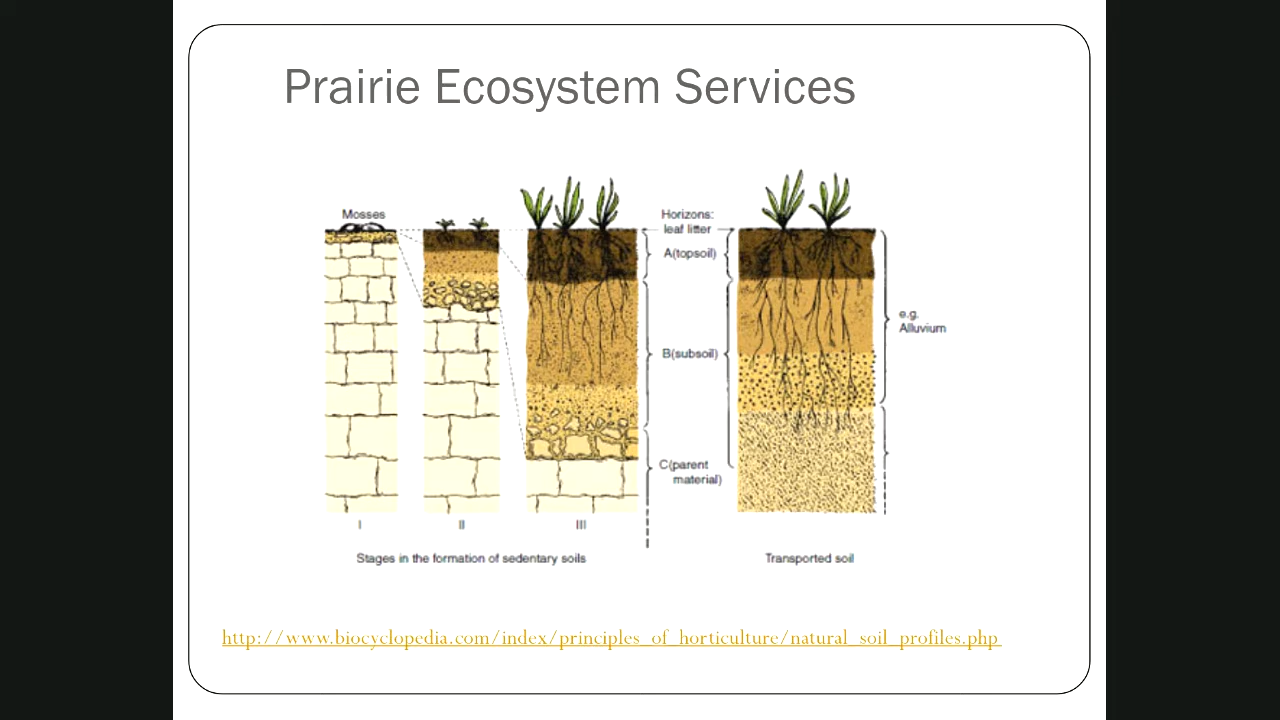 Prairie Ecosystem Services
Mosses
Horizons:
leaf litter
A(topsoil)
B(subsoil)
C(parent
material)
e.g.
Alluvium
I
II
III
Stages in the formation of sedentary soils
Transported soil
http://www.biocyclopedia.com/index/principles_of_horticulture/natural_soil_profiles.php